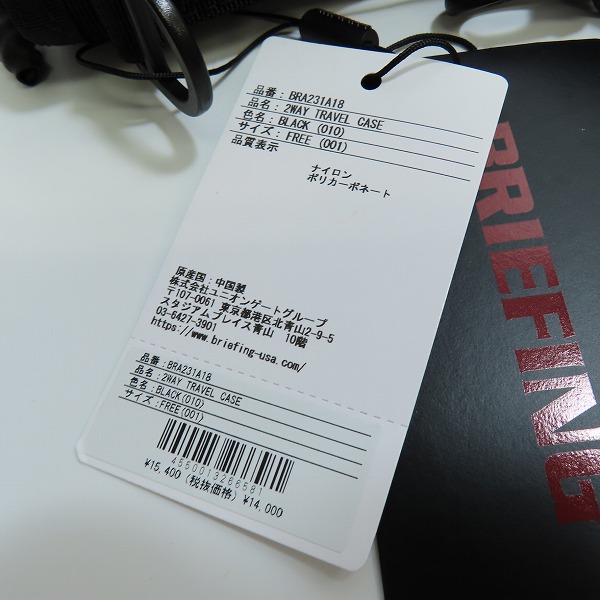 品番：BRA231A18
品名：2WAY TRAVEL CASE
色名：BLACK(010)
サイズ：FREE(001)
品質表示
ナイロン
ポリカーボネート
原産国：中国製
株式会社ユニオンゲートグループ
〒107-0061 東京都港区北青山2-9-5
スタジアムプレイス青山 10階
03-6427-3901
https://www.briefing-usa.com/
品番：BRA231A18
品名：2WAY TRAVEL CASE
色名：BLACK(010)
サイズ：FREE(001)
4550013266581
¥15,400（税抜価格）¥14,000
BRIEFING